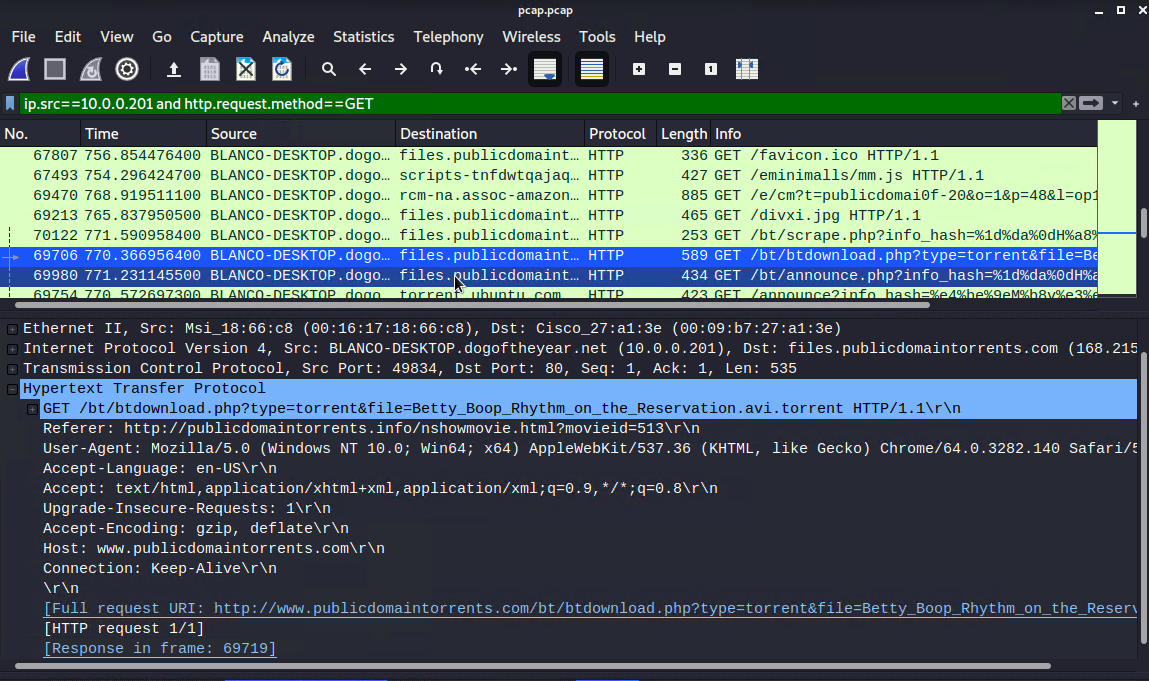 pcap.pcap
File Edit View Go Capture Analyze Statistics Telephony Wireless Tools Help
ip.src==10.0.0.201 and http.request.method==GET
No. Time Source Destination Protocol Length Info
67807 756.854476400 BLANCO-DESKTOP.dogo… files.publicdomaint… HTTP 336 GET /favicon.ico HTTP/1.1
67493 754.296424700 BLANCO-DESKTOP.dogo… scripts-tnfdwtqajaq… HTTP 427 GET /eminimalls/mm.js HTTP/1.1
69470 768.919511100 BLANCO-DESKTOP.dogo… rcm-na.assoc-amazon… HTTP 885 GET /e/cm?t=publicdomai0f-20&o=1&p=48&l=op1
69213 765.837950500 BLANCO-DESKTOP.dogo… files.publicdomaint… HTTP 465 GET /divxi.jpg HTTP/1.1
70122 771.590958400 BLANCO-DESKTOP.dogo… files.publicdomaint… HTTP 253 GET /bt/scrape.php?info_hash=%1d%da%0dH%a8%
69706 770.366956400 BLANCO-DESKTOP.dogo… files.publicdomaint… HTTP 589 GET /bt/btdownload.php?type=torrent&file=Be
69980 771.231145500 BLANCO-DESKTOP.dogo… files.publicdomaint… HTTP 434 GET /bt/announce.php?info_hash=%1d%da%0dH%a
69754 770.572697300 BLANCO-DESKTOP.dogo… torrent.ubuntu.com HTTP 423 GET /announce?info_hash=%e4%be%9eM%b8v%e3%e
Ethernet II, Src: Msi_18:66:c8 (00:16:17:18:66:c8), Dst: Cisco_27:a1:3e (00:09:b7:27:a1:3e)
Internet Protocol Version 4, Src: BLANCO-DESKTOP.dogoftheyear.net (10.0.0.201), Dst: files.publicdomaintorrents.com (168.215
Transmission Control Protocol, Src Port: 49834, Dst Port: 80, Seq: 1, Ack: 1, Len: 535
Hypertext Transfer Protocol
GET /bt/btdownload.php?type=torrent&file=Betty_Boop_Rhythm_on_the_Reservation.avi.torrent HTTP/1.1\r\n
Referer: http://publicdomaintorrents.info/nshowmovie.html?movieid=513\r\n
User-Agent: Mozilla/5.0 (Windows NT 10.0; Win64; x64) AppleWebKit/537.36 (KHTML, like Gecko) Chrome/64.0.3282.140 Safari/5
Accept-Language: en-US\r\n
Accept: text/html,application/xhtml+xml,application/xml;q=0.9,*/*;q=0.8\r\n
Upgrade-Insecure-Requests: 1\r\n
Accept-Encoding: gzip, deflate\r\n
Host: www.publicdomaintorrents.com\r\n
Connection: Keep-Alive\r\n
\r\n
[Full request URI: http://www.publicdomaintorrents.com/bt/btdownload.php?type=torrent&file=Betty_Boop_Rhythm_on_the_Reserv
[HTTP request 1/1]
[Response in frame: 69719]